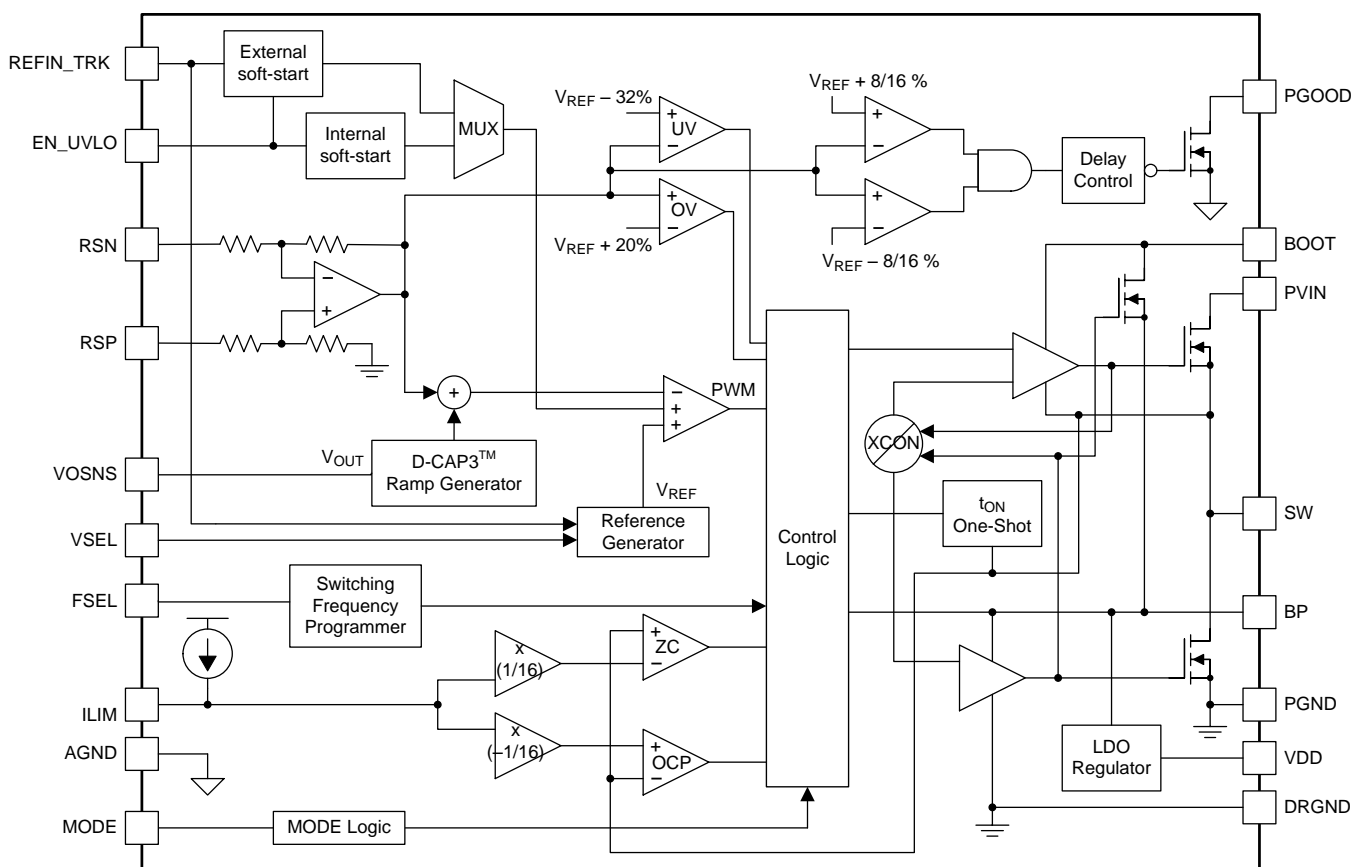 REFIN_TRK
External
soft-start
EN_UVLO
Internal
soft-start
MUX
V_REF – 32%
+
UV
–
+
OV
–
V_REF + 20%
V_REF + 8/16 %
+
–
+
–
V_REF – 8/16 %
Delay
Control
PGOOD
RSN
–
+
RSP
BOOT
PVIN
+
PWM
–
+
+
VOSNS
V_OUT
D-CAP3™
Ramp Generator
V_REF
VSEL
Reference
Generator
Control
Logic
XCON
t_ON
One-Shot
SW
FSEL
Switching
Frequency
Programmer
BP
x
(1/16)
+
ZC
–
ILIM
x
(–1/16)
+
OCP
–
AGND
PGND
LDO
Regulator
VDD
DRGND
MODE
MODE Logic